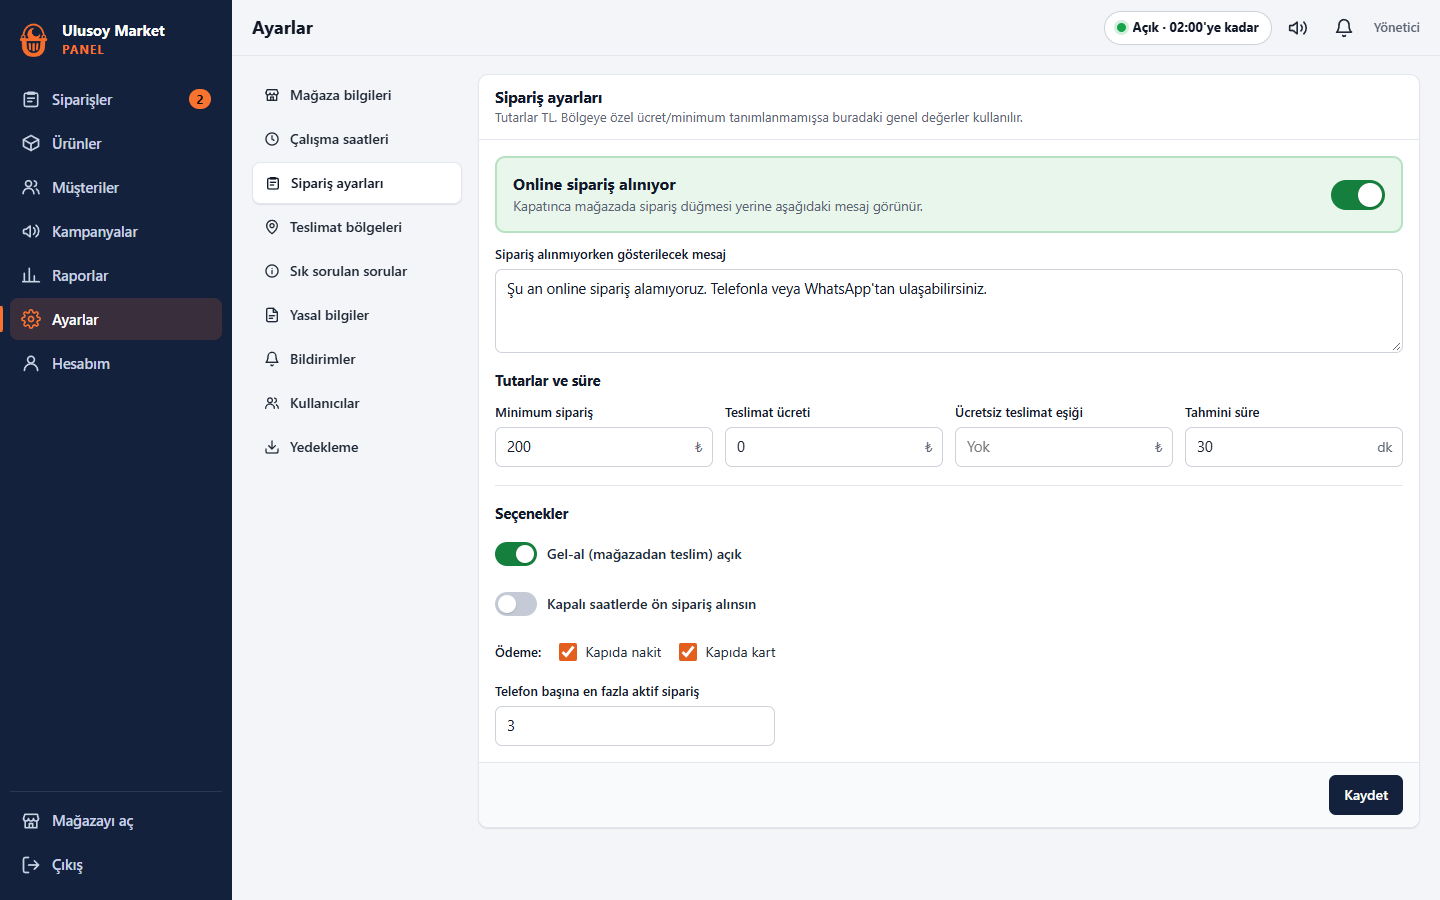 Ulusoy Market
PANEL
Siparişler
2
Ürünler
Müşteriler
Kampanyalar
Raporlar
Ayarlar
Hesabım
Mağazayı aç
Çıkış
Ayarlar
Açık · 02:00'ye kadar
Yönetici
Mağaza bilgileri
Çalışma saatleri
Sipariş ayarları
Teslimat bölgeleri
Sık sorulan sorular
Yasal bilgiler
Bildirimler
Kullanıcılar
Yedekleme
Sipariş ayarları
Tutarlar TL. Bölgeye özel ücret/minimum tanımlanmamışsa buradaki genel değerler kullanılır.
Online sipariş alınıyor
Kapatınca mağazada sipariş düğmesi yerine aşağıdaki mesaj görünür.
Sipariş alınmıyorken gösterilecek mesaj
Şu an online sipariş alamıyoruz. Telefonla veya WhatsApp'tan ulaşabilirsiniz.
Tutarlar ve süre
Minimum sipariş
200 ₺
Teslimat ücreti
0 ₺
Ücretsiz teslimat eşiği
Yok ₺
Tahmini süre
30 dk
Seçenekler
Gel-al (mağazadan teslim) açık
Kapalı saatlerde ön sipariş alınsın
Ödeme: Kapıda nakit Kapıda kart
Telefon başına en fazla aktif sipariş
3
Kaydet